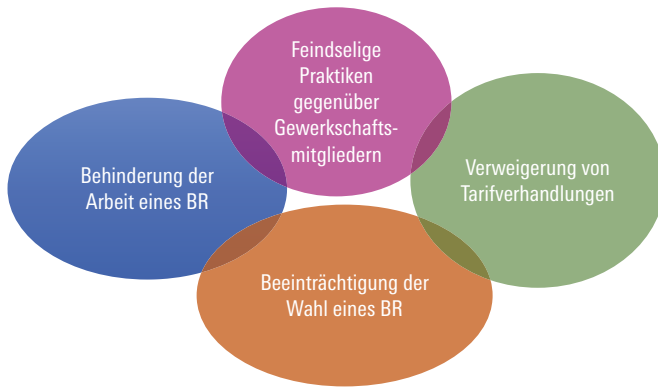 Feindselige
Praktiken
gegenüber
Gewerkschafts-
mitgliedern
Behinderung der
Arbeit eines BR
Verweigerung von
Tarifverhandlungen
Beeinträchtigung der
Wahl eines BR